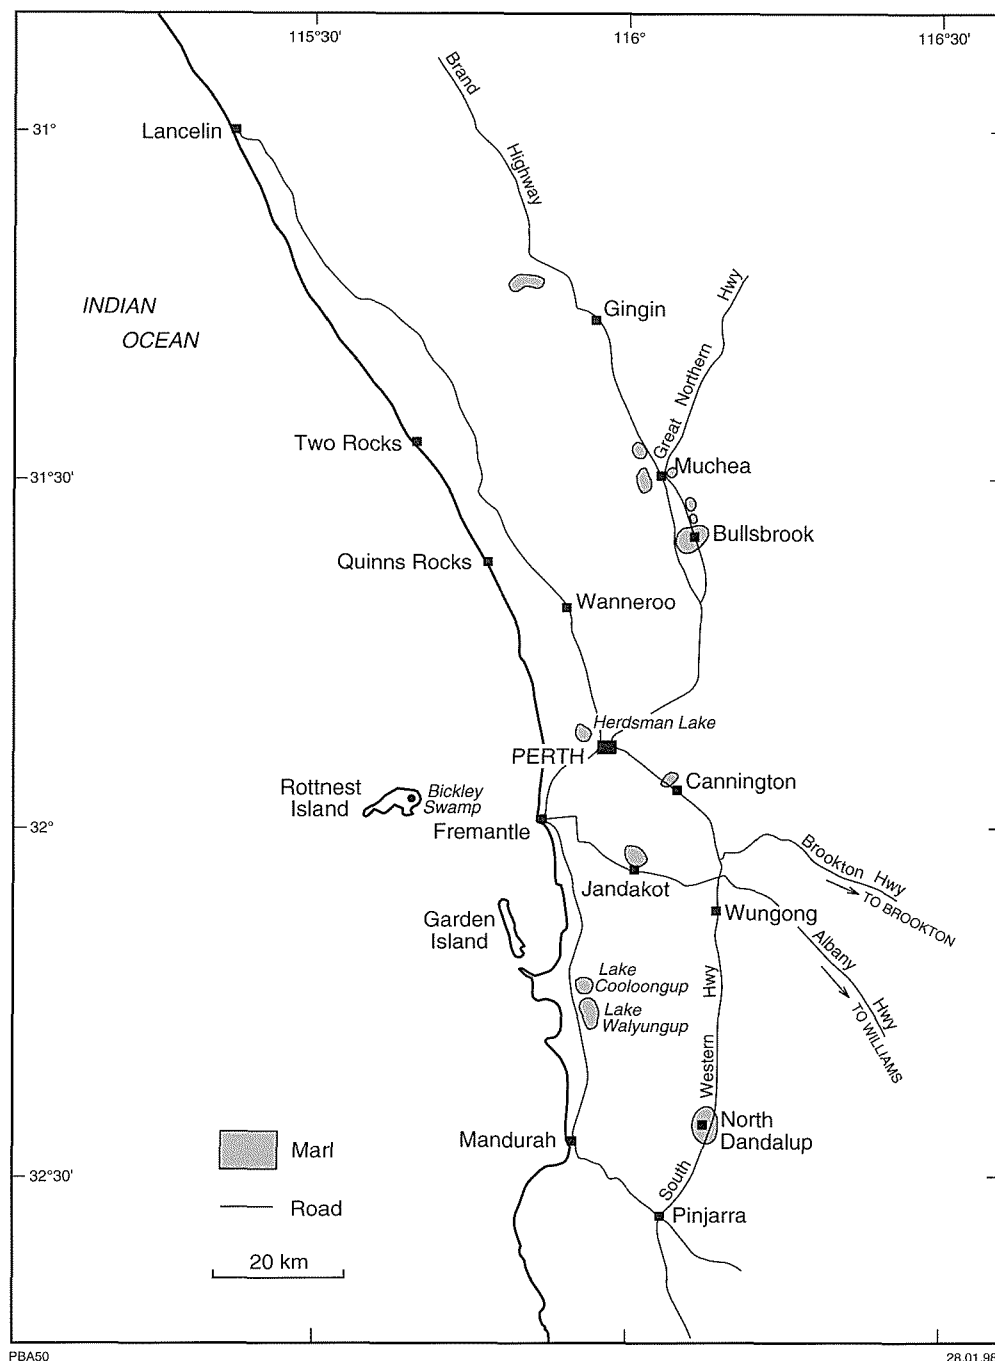 115°30'
116°
116°30'
Brand
Highway
31°
Lancelin
INDIAN
OCEAN
Gingin
Great Northern Hwy
Two Rocks
Muchea
31°30'
Bullsbrook
Quinns Rocks
Wanneroo
Herdsman Lake
PERTH
Cannington
Rottnest
Island
Bickley
Swamp
Fremantle
32°
Brookton Hwy
TO BROOKTON
Jandakot
Wungong
Garden
Island
Albany Hwy
TO WILLIAMS
Lake
Cooloongup
Lake
Walyungup
South Western Hwy
North
Dandalup
Marl
Mandurah
32°30'
Road
Pinjarra
20 km
PBA50
28.01.98